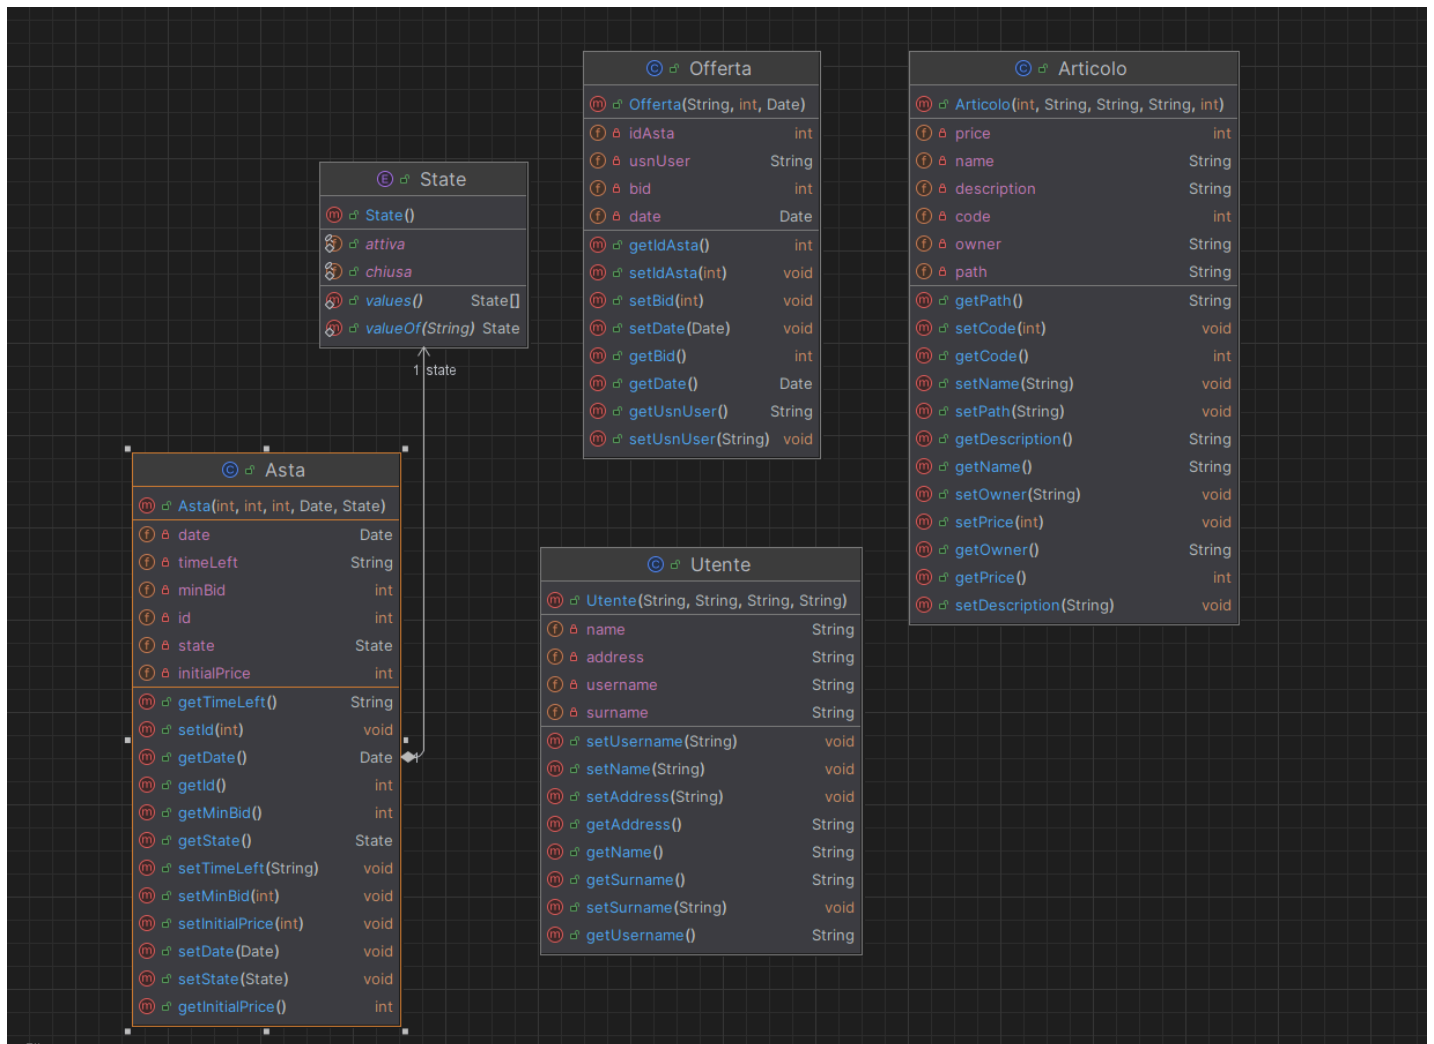 State
State()
attiva
chiusa
values() State[]
valueOf(String) State
1 state
Asta
Asta(int, int, int, Date, State)
date Date
timeLeft String
minBid int
id int
state State
initialPrice int
getTimeLeft() String
setId(int) void
getDate() Date
getId() int
getMinBid() int
getState() State
setTimeLeft(String) void
setMinBid(int) void
setInitialPrice(int) void
setDate(Date) void
setState(State) void
getInitialPrice() int
Offerta
Offerta(String, int, Date)
idAsta int
usnUser String
bid int
date Date
getIdAsta() int
setIdAsta(int) void
setBid(int) void
setDate(Date) void
getBid() int
getDate() Date
getUsnUser() String
setUsnUser(String) void
Utente
Utente(String, String, String, String)
name String
address String
username String
surname String
setUsername(String) void
setName(String) void
setAddress(String) void
getAddress() String
getName() String
getSurname() String
setSurname(String) void
getUsername() String
Articolo
Articolo(int, String, String, String, int)
price int
name String
description String
code int
owner String
path String
getPath() String
setCode(int) void
getCode() int
setName(String) void
setPath(String) void
getDescription() String
getName() String
setOwner(String) void
setPrice(int) void
getOwner() String
getPrice() int
setDescription(String) void